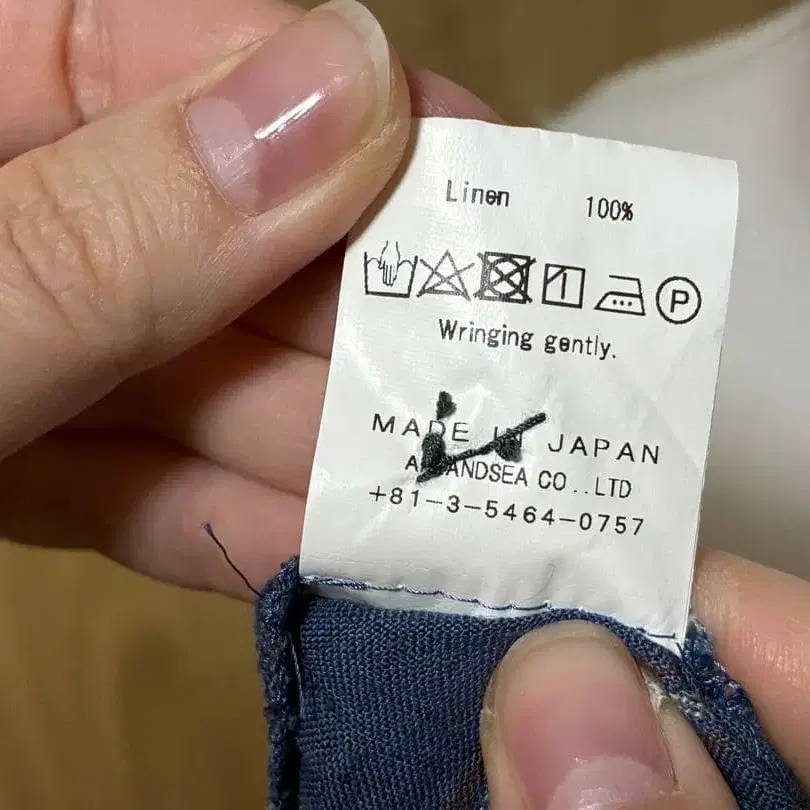 Linen 100%
P
Wringing gently.
MADE IN JAPAN
CO..LTD
+81-3-5464-0757